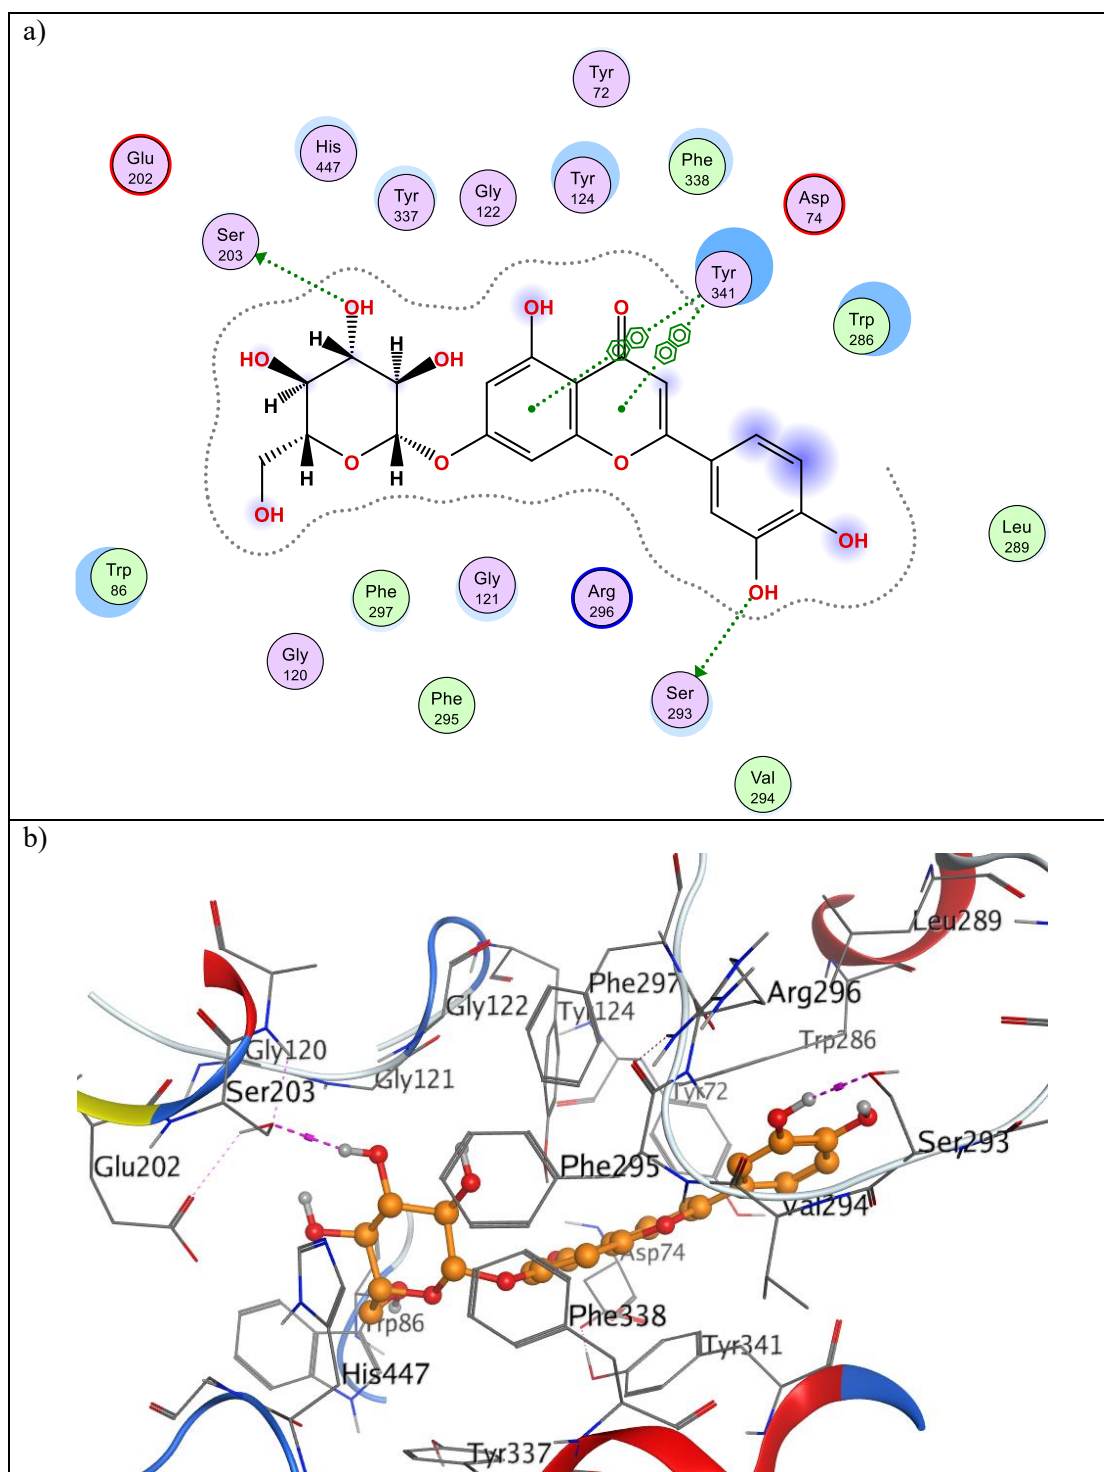 a)
Tyr
72
Glu
202
His
447
Tyr
337
Gly
122
Tyr
124
Phe
338
Asp
74
Ser
203
Tyr
341
Trp
286
OH
OH
O
H
H
HO
OH
H
O
O
O
H
H
OH
OH
OH
Leu
289
Trp
86
Phe
297
Gly
121
Arg
296
Gly
120
Phe
295
Ser
293
Val
294
b)
Leu289
Phe297
Arg296
Gly122
Tyr124
Trp286
Gly120
Gly121
Ser203
Tyr72
Ser293
Glu202
Phe295
Val294
Asp74
Trp86
Phe338
Tyr341
His447
Tyr337